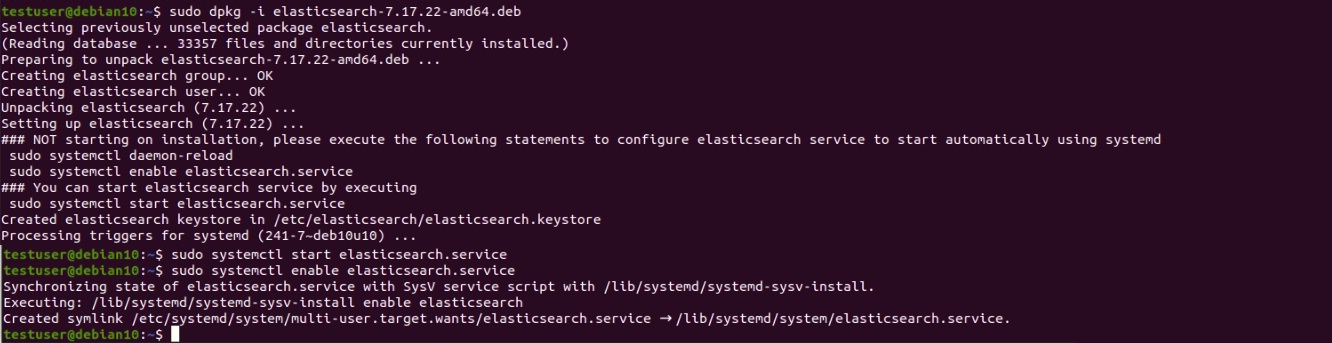 testuser@debian10:~$ sudo dpkg -i elasticsearch-7.17.22-amd64.deb
Selecting previously unselected package elasticsearch.
(Reading database ... 33357 files and directories currently installed.)
Preparing to unpack elasticsearch-7.17.22-amd64.deb ...
Creating elasticsearch group... OK
Creating elasticsearch user... OK
Unpacking elasticsearch (7.17.22) ...
Setting up elasticsearch (7.17.22) ...
### NOT starting on installation, please execute the following statements to configure elasticsearch service to start automatically using systemd
 sudo systemctl daemon-reload
 sudo systemctl enable elasticsearch.service
### You can start elasticsearch service by executing
 sudo systemctl start elasticsearch.service
Created elasticsearch keystore in /etc/elasticsearch/elasticsearch.keystore
Processing triggers for systemd (241-7~deb10u10) ...
testuser@debian10:~$ sudo systemctl start elasticsearch.service
testuser@debian10:~$ sudo systemctl enable elasticsearch.service
Synchronizing state of elasticsearch.service with SysV service script with /lib/systemd/systemd-sysv-install.
Executing: /lib/systemd/systemd-sysv-install enable elasticsearch
Created symlink /etc/systemd/system/multi-user.target.wants/elasticsearch.service → /lib/systemd/system/elasticsearch.service.
testuser@debian10:~$